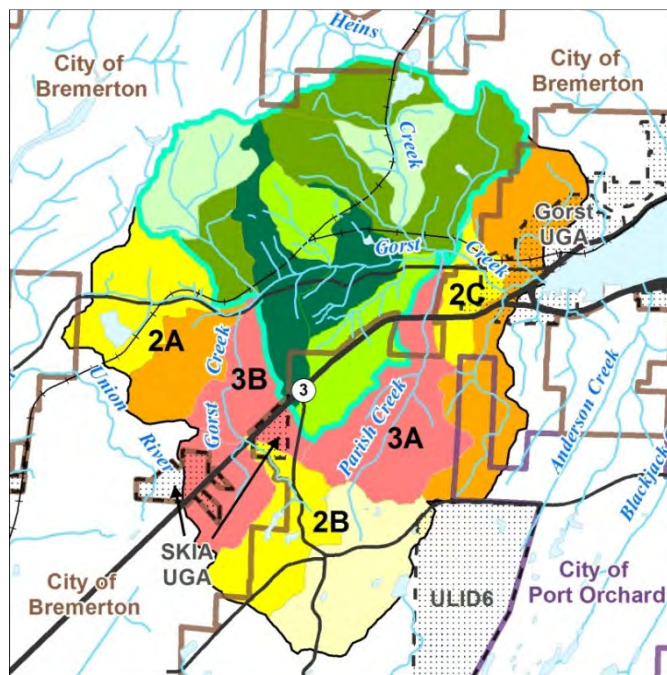 Heins
City of
Bremerton
City of
Bremerton
Creek
Gorst
UGA
Gorst
Creek
2C
2A
Creek
3B
3
Union
River
Gorst
Parish Creek
3A
Anderson Creek
Blackjack
2B
SKIA
UGA
City of
Bremerton
ULID6
City of
Port Orchard